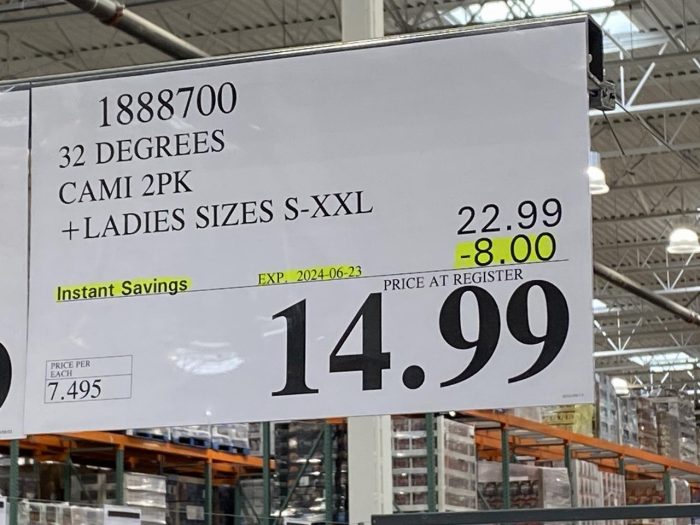 1888700
32 DEGREES
CAMI 2PK
+LADIES SIZES S-XXL
22.99
-8.00
Instant Savings
EXP. 2024-06-23
PRICE AT REGISTER
14.99
PRICE PER
EACH
7.495